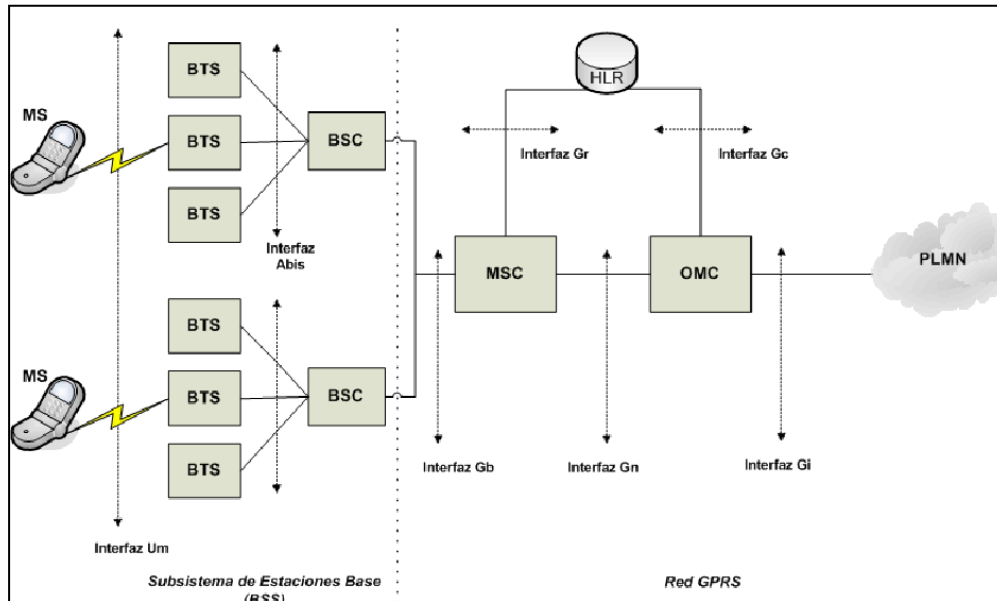 HLR
BTS
MS
BTS
BSC
Interfaz Gr
Interfaz Gc
BTS
Interfaz
Abis
MSC
OMC
PLMN
BTS
MS
BTS
BSC
BTS
Interfaz Gb
Interfaz Gn
Interfaz Gi
Interfaz Um
Subsistema de Estaciones Base
(BSS)
Red GPRS